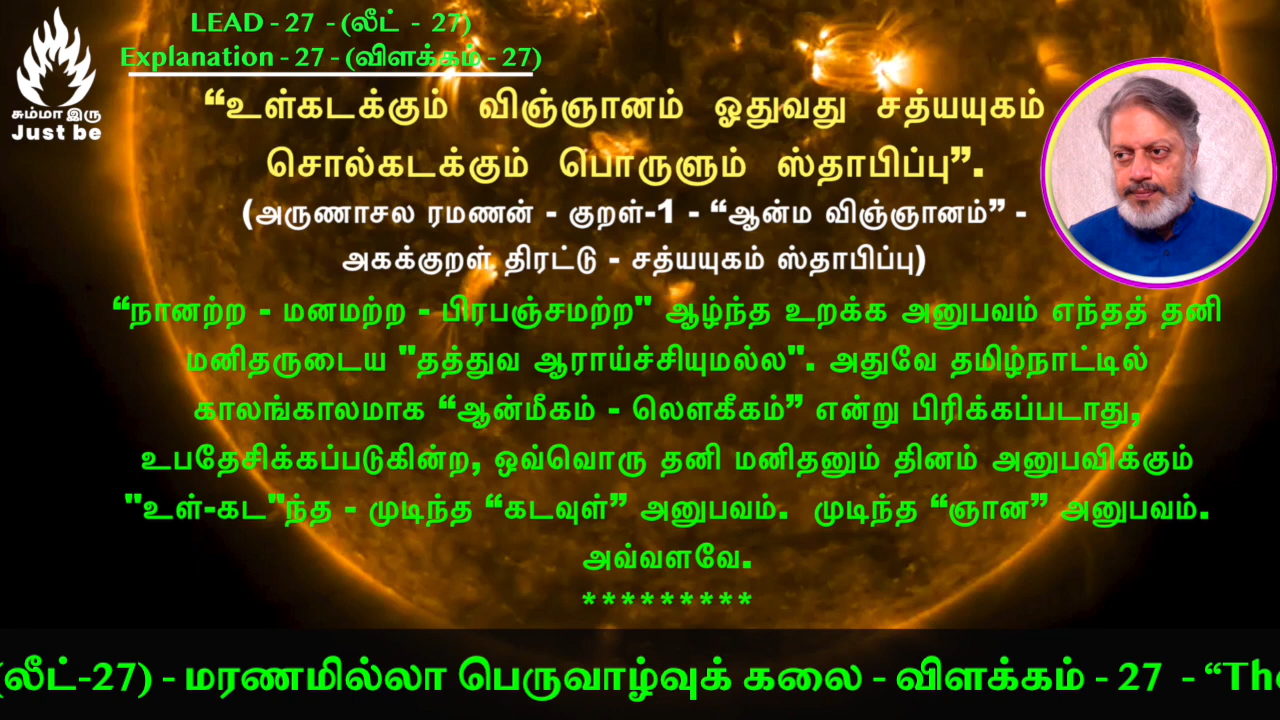 LEAD - 27 - (லீட் - 27)
Explanation - 27 - (விளக்கம் - 27)
சும்மா இரு
Just be
“உள்கடக்கும் விஞ்ஞானம் ஓதுவது சத்யயுகம்
சொல்கடக்கும் பொருளும் ஸ்தாபிப்பு”.
(அருணாசல ரமணன் - குறள்-1 - “ஆன்ம விஞ்ஞானம்” -
அகக்குறள் திரட்டு - சத்யயுகம் ஸ்தாபிப்பு)
“நானற்ற - மனமற்ற - பிரபஞ்சமற்ற" ஆழ்ந்த உறக்க அனுபவம் எந்தத் தனி
மனிதருடைய "தத்துவ ஆராய்ச்சியுமல்ல". அதுவே தமிழ்நாட்டில்
காலங்காலமாக “ஆன்மீகம் - லௌகீகம்” என்று பிரிக்கப்படாது,
உபதேசிக்கப்படுகின்ற, ஒவ்வொரு தனி மனிதனும் தினம் அனுபவிக்கும்
"உள்-கட"ந்த - முடிந்த “கடவுள்” அனுபவம். முடிந்த “ஞான” அனுபவம்.
அவ்வளவே.
*********
(லீட்-27) - மரணமில்லா பெருவாழ்வுக் கலை - விளக்கம் - 27 - “The